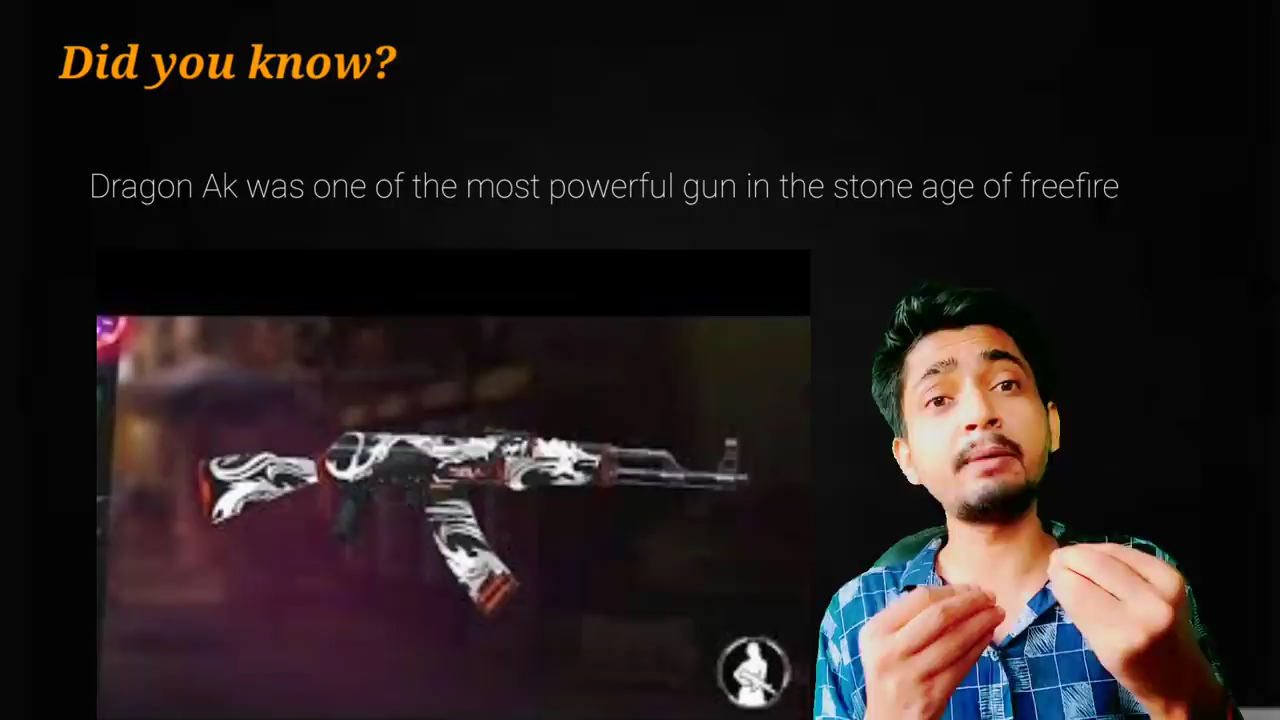 Did you know?
Dragon Ak was one of the most powerful gun in the stone age of freefire